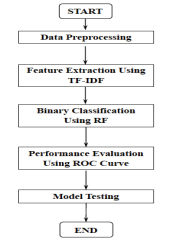 START
Data Preprocessing
Feature Extraction Using
TF-IDF
Binary Classification
Using RF
Performance Evaluation
Using ROC Curve
Model Testing
END